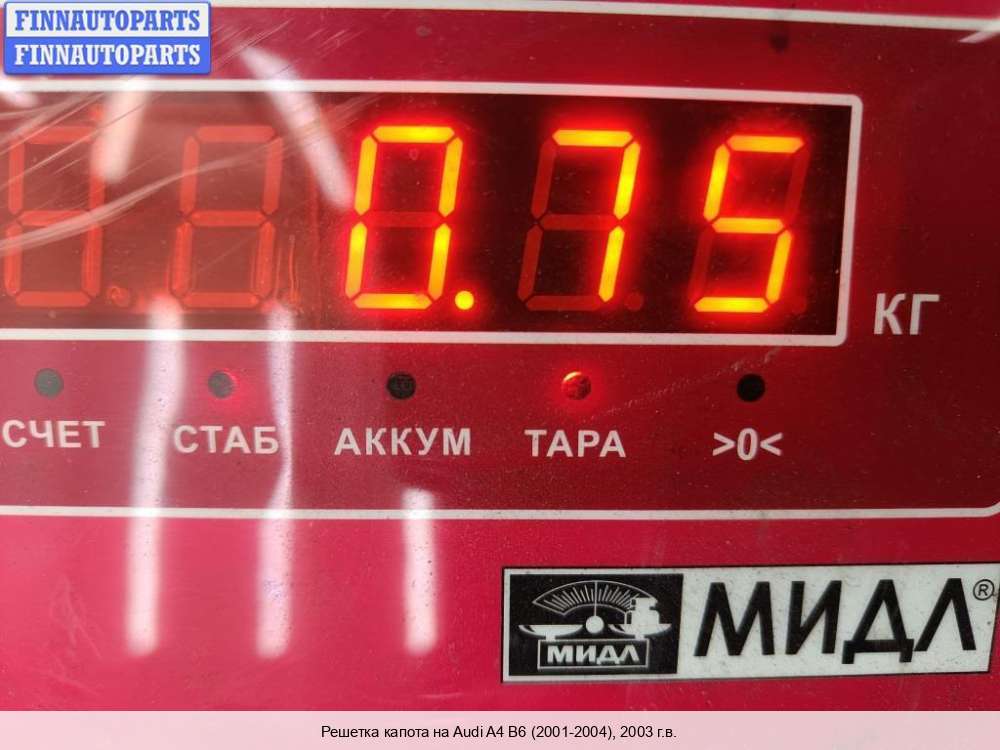 FINNAUTOPARTS
FINNAUTOPARTS
0.75
КГ
СЧЕТ СТАБ АККУМ ТАРА >0<
МИДЛ МИДЛ®
Решетка капота на Audi A4 B6 (2001-2004), 2003 г.в.